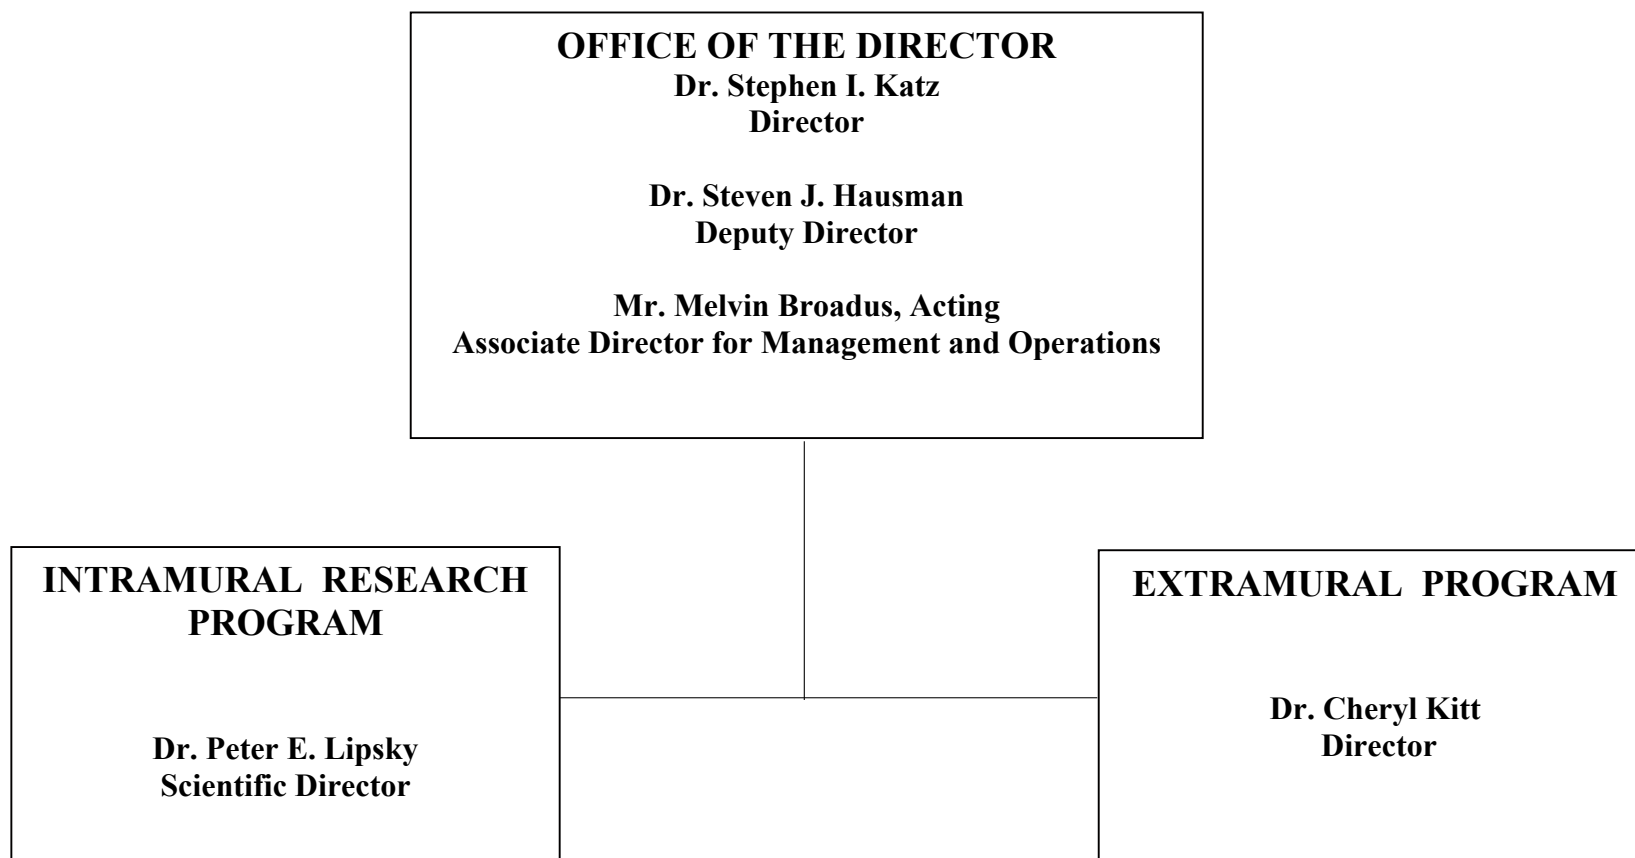 OFFICE OF THE DIRECTOR
Dr. Stephen I. Katz
Director
Dr. Steven J. Hausman
Deputy Director
Mr. Melvin Broadus, Acting
Associate Director for Management and Operations
INTRAMURAL RESEARCH
PROGRAM
Dr. Peter E. Lipsky
Scientific Director
EXTRAMURAL PROGRAM
Dr. Cheryl Kitt
Director